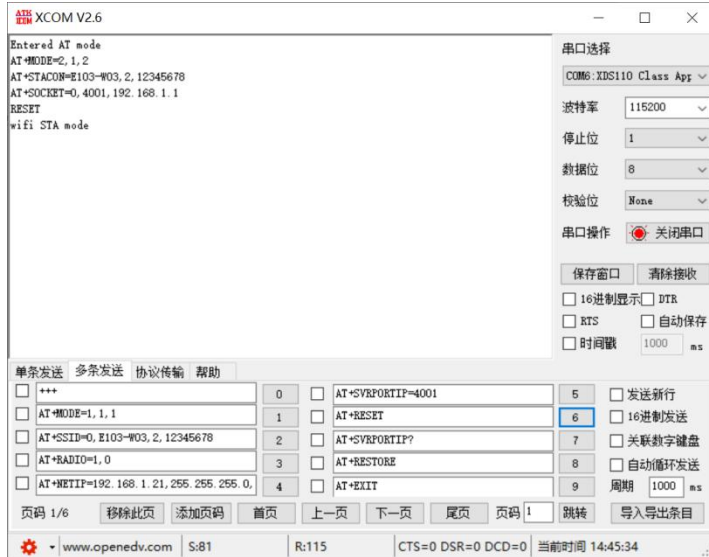 ATK XCOM XCOM V2.6
Entered AT mode
AT+MODE=2,1,2
AT+STACON=E103-W03,2,12345678
AT+SOCKET=0,4001,192.168.1.1
RESET
wifi STA mode
串口选择
COM6:XDS110 Class App
波特率 115200
停止位 1
数据位 8
校验位 None
串口操作 关闭串口
保存窗口 清除接收
16进制显示 DTR
RTS 自动保存
时间戳 1000 ms
单条发送 多条发送 协议传输 帮助
+++ 0 AT+SVRPORTIP=4001 5 发送新行
AT+MODE=1,1,1 1 AT+RESET 6 16进制发送
AT+SSID=0,E103-W03,2,12345678 2 AT+SVRPORTIP? 7 关联数字键盘
AT+RADIO=1,0 3 AT+RESTORE 8 自动循环发送
AT+NETIP=192.168.1.21,255.255.255.0, 4 AT+EXIT 9 周期 1000 ms
页码 1/6 移除此页 添加页码 首页 上一页 下一页 尾页 页码 1 跳转 导入导出条目
www.openedv.com S:81 R:115 CTS=0 DSR=0 DCD=0 当前时间 14:45:34